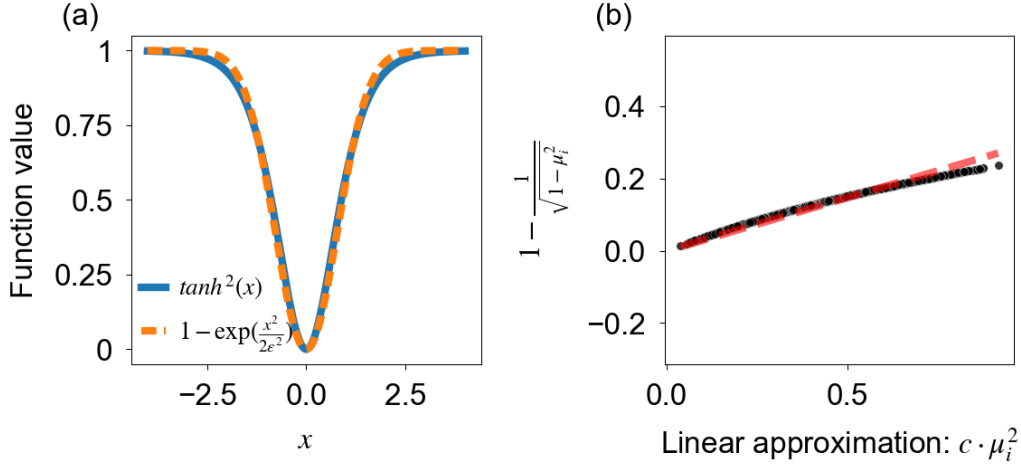 (a)
Function value
1
0.75
0.5
0.25
0
tanh²(x)
1 − exp(x²/2ε²)
−2.5
0.0
2.5
x
(b)
1 − 1/√(1−μᵢ²)
0.4
0.2
0.0
−0.2
0.0
0.5
Linear approximation: c · μᵢ²